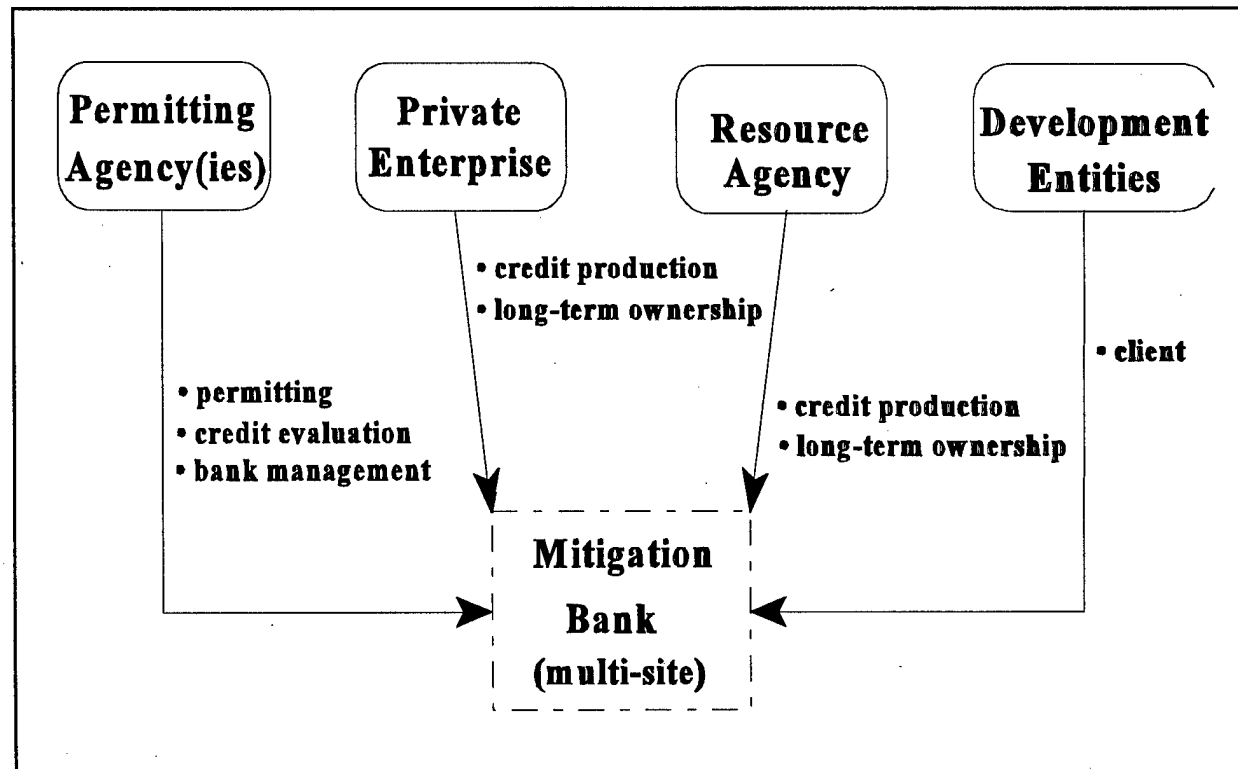 Permitting
Agency(ies)
Private
Enterprise
Resource
Agency
Development
Entities
• credit production
• long-term ownership
• client
• permitting
• credit evaluation
• bank management
• credit production
• long-term ownership
Mitigation
Bank
(multi-site)